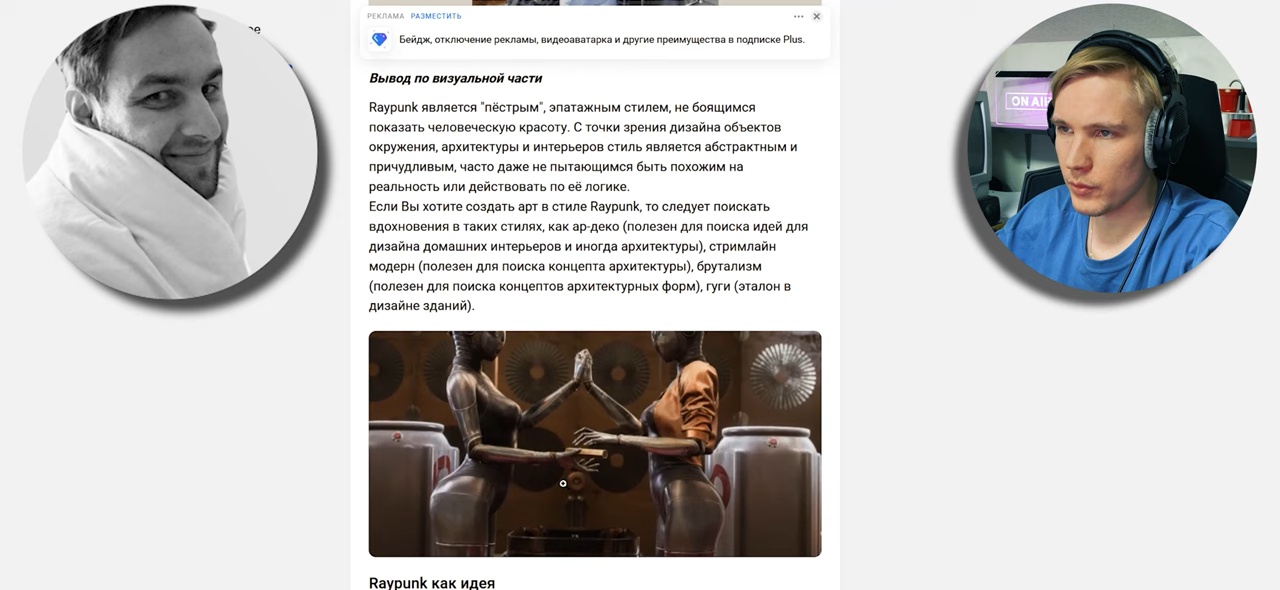 ое
РЕКЛАМА РАЗМЕСТИТЬ
Бейдж, отключение рекламы, видеоаватарка и другие преимущества в подписке Plus.
Вывод по визуальной части
Raypunk является "пёстрым", эпатажным стилем, не боящимся
показать человеческую красоту. С точки зрения дизайна объектов
окружения, архитектуры и интерьеров стиль является абстрактным и
причудливым, часто даже не пытающимся быть похожим на
реальность или действовать по её логике.
Если Вы хотите создать арт в стиле Raypunk, то следует поискать
вдохновения в таких стилях, как ар-деко (полезен для поиска идей для
дизайна домашних интерьеров и иногда архитектуры), стримлайн
модерн (полезен для поиска концепта архитектуры), брутализм
(полезен для поиска концептов архитектурных форм), гуги (эталон в
дизайне зданий).
Raypunk как идея
ON AIR